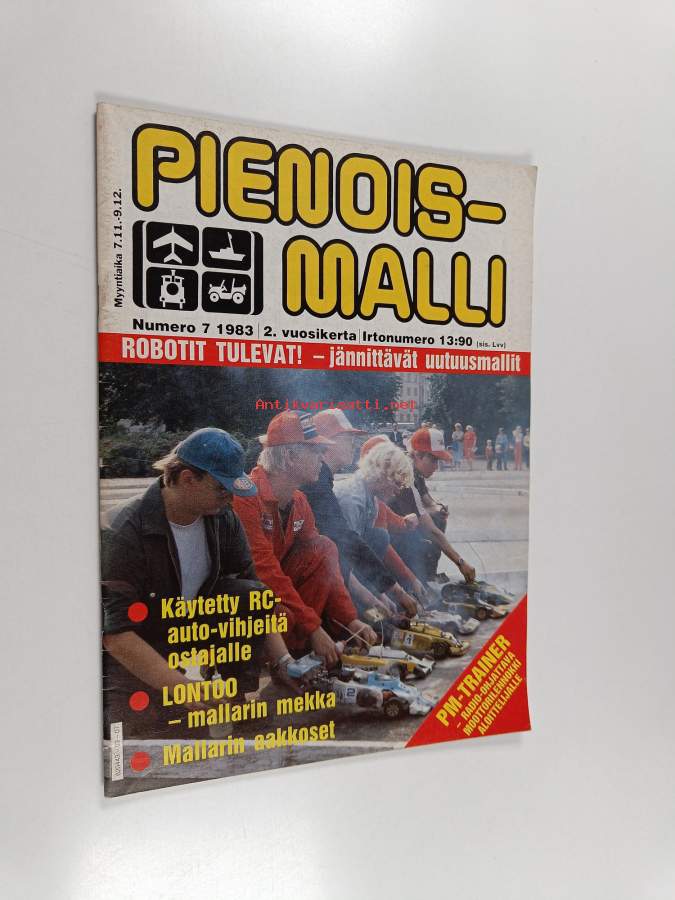 PIENOIS-
MALLI
Myyntiaika 7.11.-9.12.
Numero 7 1983 | 2. vuosikerta | Irtonumero 13:90 (sis. Lvv)
ROBOTIT TULEVAT! – jännittävät uutuusmallit
Antikvariaatti.net
Käytetty RC-
auto-vihjeitä
ostajalle
LONTOO
– mallarin mekka
Mallarin aakkoset
PM-TRAINER
– RADIO-OHJATTAVA
MOOTTORILENNOKKI
ALOITTELIJALLE